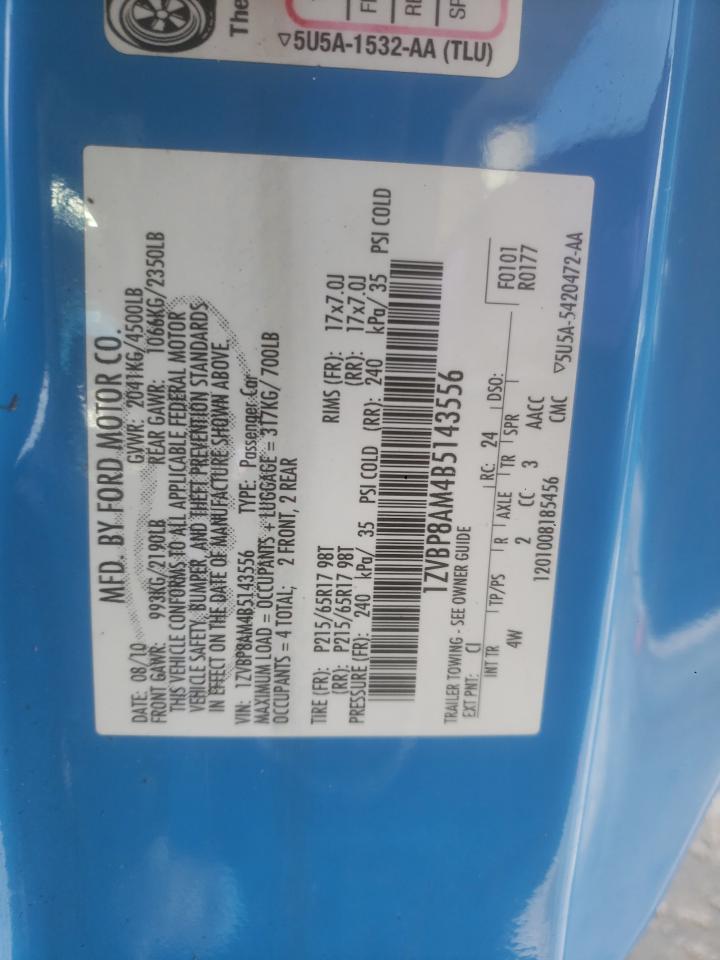 The
▽5U5A-1532-AA (TLU)
MFD. BY FORD MOTOR CO.
DATE: 08/10 GVWR: 2041KG/4500LB
FRONT GAWR: 993KG/2190LB REAR GAWR: 1066KG/2350LB
THIS VEHICLE CONFORMS TO ALL APPLICABLE FEDERAL MOTOR
VEHICLE SAFETY, BUMPER, AND THEFT PREVENTION STANDARDS
IN EFFECT ON THE DATE OF MANUFACTURE SHOWN ABOVE.
VIN: 1ZVBP8AM4B5143556 TYPE: Passenger Car
MAXIMUM LOAD = OCCUPANTS + LUGGAGE = 317KG/700LB
OCCUPANTS = 4 TOTAL; 2 FRONT, 2 REAR
TIRE (FR): P215/65R17 98T RIMS (FR): 17x7.0J
(RR): P215/65R17 98T (RR): 17x7.0J
PRESSURE (FR): 240 kPa/ 35 PSI COLD (RR): 240 kPa/ 35 PSI COLD
1ZVBP8AM4B5143556
TRAILER TOWING - SEE OWNER GUIDE
EXT PNT: CI RC: 24 DSO:
INT TR TP/PS R AXLE TR SPR F0101
4W 2 CC 3 AACC R0177
1201008185456 CMC
▽5U5A-5420472-AA